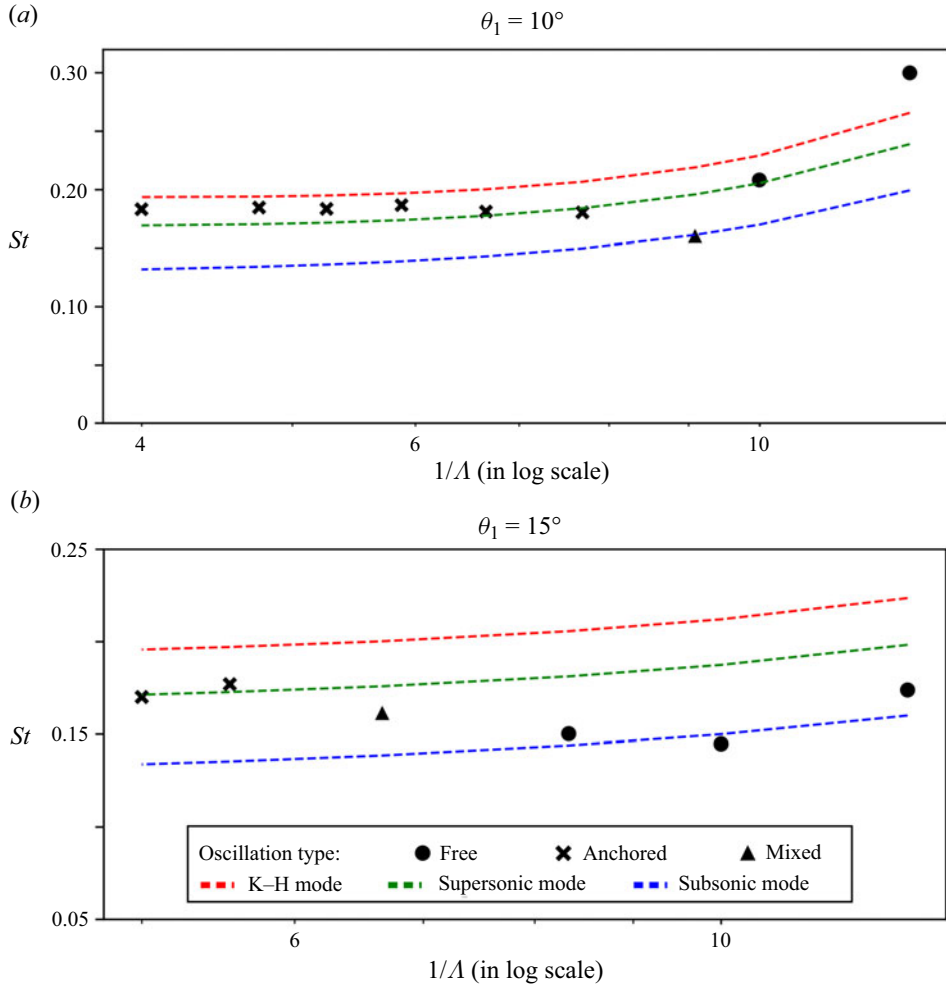 (a)
θ1 = 10°
0.30
0.20
St
0.10
0
4 6 10
1/Λ (in log scale)
(b)
θ1 = 15°
0.25
0.15
St
Oscillation type: Free Anchored Mixed
K–H mode Supersonic mode Subsonic mode
0.05
6 10
1/Λ (in log scale)